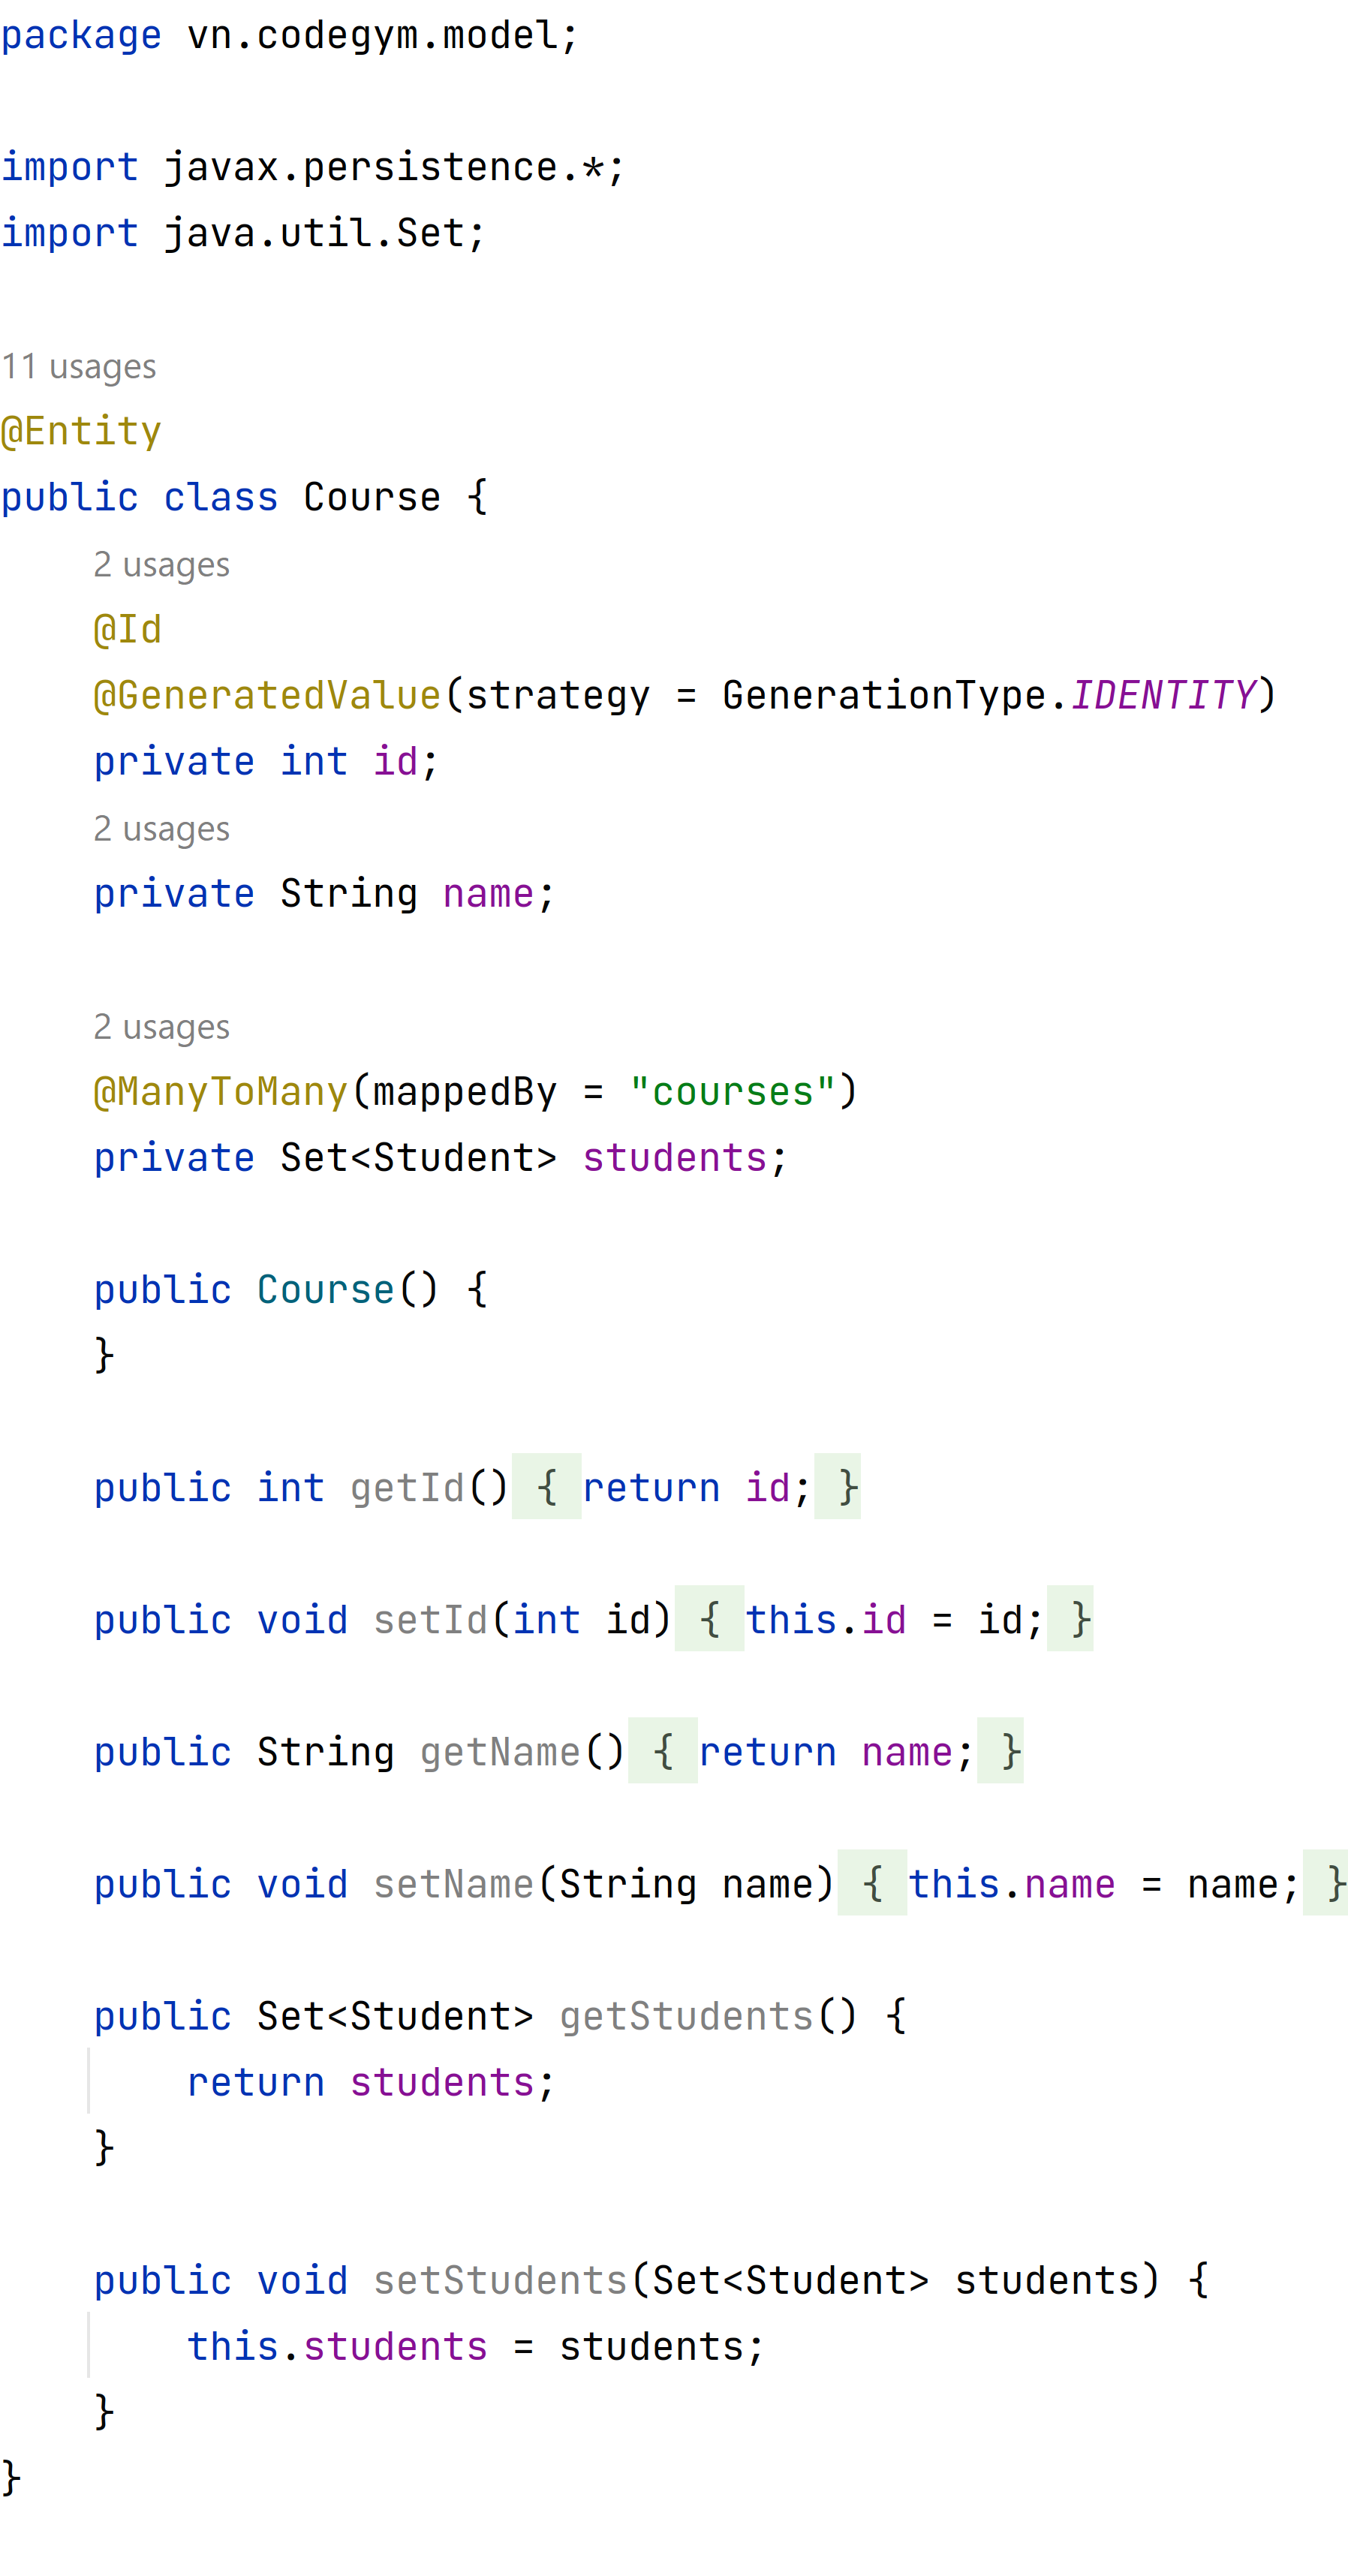 package vn.codegym.model;
import javax.persistence.*;
import java.util.Set;
11 usages
@Entity
public class Course {
2 usages
@Id
@GeneratedValue(strategy = GenerationType.IDENTITY)
private int id;
2 usages
private String name;
2 usages
@ManyToMany(mappedBy = "courses")
private Set<Student> students;
public Course() {
}
public int getId() { return id; }
public void setId(int id) { this.id = id; }
public String getName() { return name; }
public void setName(String name) { this.name = name; }
public Set<Student> getStudents() {
return students;
}
public void setStudents(Set<Student> students) {
this.students = students;
}
}